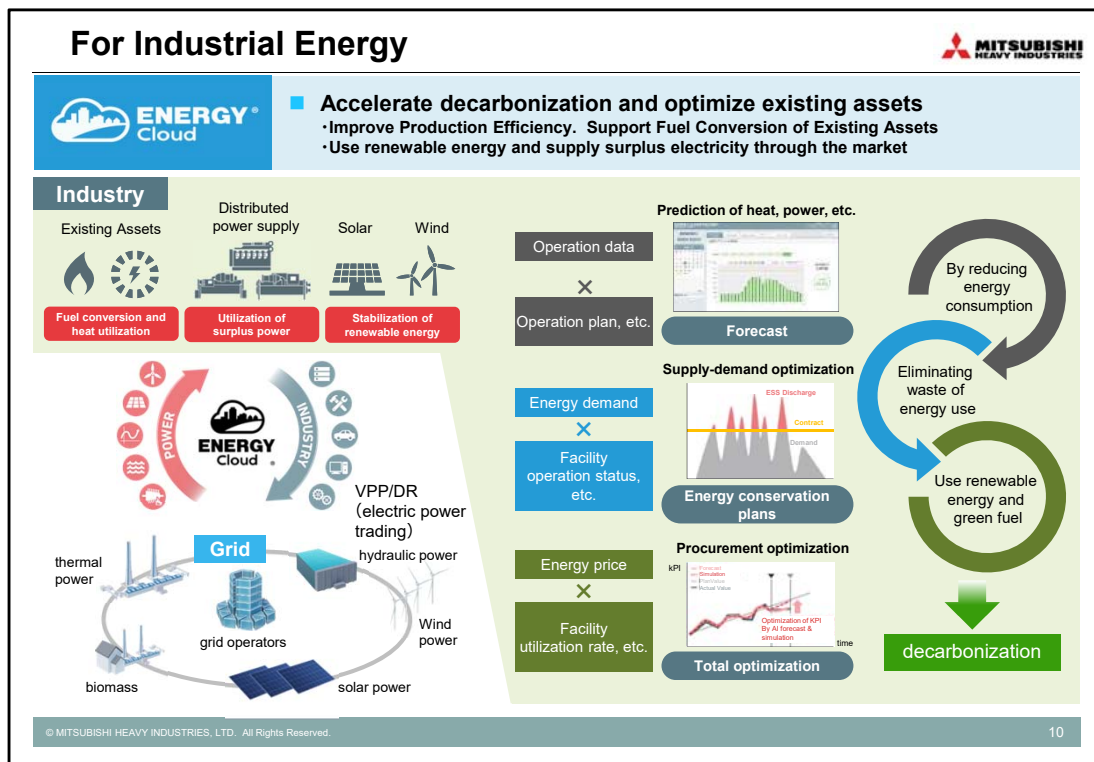 For Industrial Energy
MITSUBISHI
HEAVY INDUSTRIES
ENERGY®
Cloud
■ Accelerate decarbonization and optimize existing assets
・Improve Production Efficiency. Support Fuel Conversion of Existing Assets
・Use renewable energy and supply surplus electricity through the market
Industry
Existing Assets
Distributed
power supply
Solar
Wind
Fuel conversion and
heat utilization
Utilization of
surplus power
Stabilization of
renewable energy
POWER
INDUSTRY
ENERGY
Cloud ®
VPP/DR
（electric power
trading）
Grid
thermal
power
hydraulic power
grid operators
Wind
power
biomass
solar power
Operation data
×
Operation plan, etc.
Prediction of heat, power, etc.
Forecast
Energy demand
×
Facility
operation status,
etc.
Supply-demand optimization
ESS Discharge
Contract
Demand
Energy conservation
plans
Energy price
×
Facility
utilization rate, etc.
Procurement optimization
kPI
Forecast
Simulation
PlanValue
Actual Value
Optimization of KPI
By AI forecast &
simulation
time
Total optimization
By reducing
energy
consumption
Eliminating
waste of
energy use
Use renewable
energy and
green fuel
decarbonization
© MITSUBISHI HEAVY INDUSTRIES, LTD. All Rights Reserved.
10